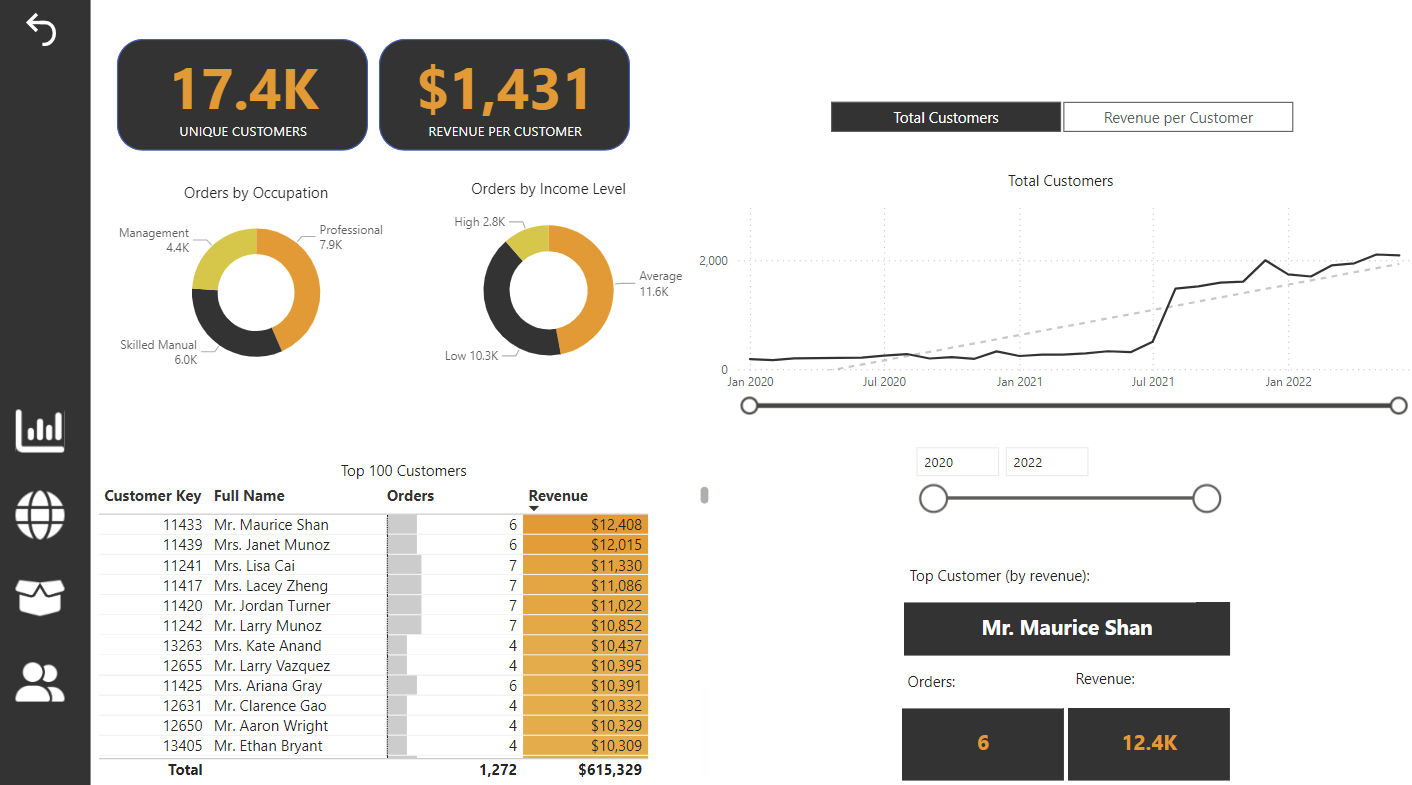 17.4K
UNIQUE CUSTOMERS
$1,431
REVENUE PER CUSTOMER
Orders by Occupation
Management
4.4K
Professional
7.9K
Skilled Manual
6.0K
Orders by Income Level
High 2.8K
Average
11.6K
Low 10.3K
Total Customers
Revenue per Customer
Total Customers
2,000
0
Jan 2020
Jul 2020
Jan 2021
Jul 2021
Jan 2022
2020
2022
Top 100 Customers
Customer Key Full Name Orders Revenue
11433 Mr. Maurice Shan 6 $12,408
11439 Mrs. Janet Munoz 6 $12,015
11241 Mrs. Lisa Cai 7 $11,330
11417 Mrs. Lacey Zheng 7 $11,086
11420 Mr. Jordan Turner 7 $11,022
11242 Mr. Larry Munoz 7 $10,852
13263 Mrs. Kate Anand 4 $10,437
12655 Mr. Larry Vazquez 4 $10,395
11425 Mrs. Ariana Gray 6 $10,391
12631 Mr. Clarence Gao 4 $10,332
12650 Mr. Aaron Wright 4 $10,329
13405 Mr. Ethan Bryant 4 $10,309
Total 1,272 $615,329
Top Customer (by revenue):
Mr. Maurice Shan
Orders:
Revenue:
6
12.4K